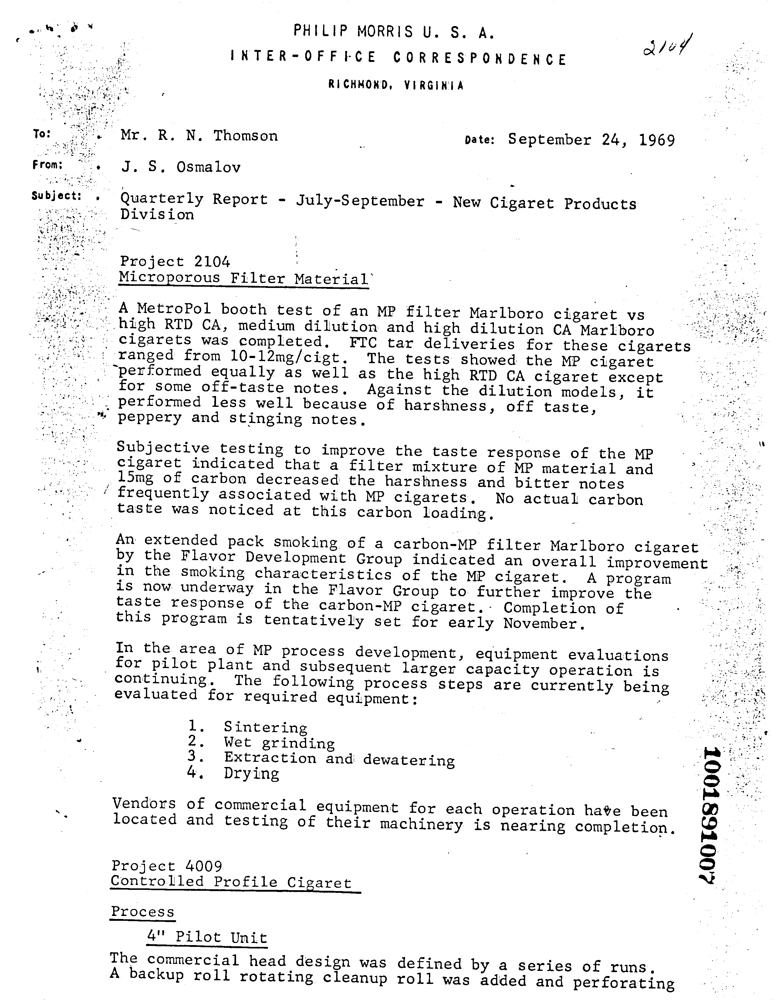 PHILIP MORRIS U. S. A.
INTER-OFFICE CORRESPONDENCE
RICHMOND, VIRGINIA
2104
To: . Mr. R. N. Thomson Date: September 24, 1969
From: . J. S. Osmalov
Subject: . Quarterly Report - July-September - New Cigaret Products
Division
Project 2104
Microporous Filter Material
A MetroPol booth test of an MP filter Marlboro cigaret vs
high RTD CA, medium dilution and high dilution CA Marlboro
cigarets was completed. FTC tar deliveries for these cigarets
ranged from 10-12mg/cigt. The tests showed the MP cigaret
performed equally as well as the high RTD CA cigaret except
for some off-taste notes. Against the dilution models, it
performed less well because of harshness, off taste,
peppery and stinging notes.
Subjective testing to improve the taste response of the MP
cigaret indicated that a filter mixture of MP material and
15mg of carbon decreased the harshness and bitter notes
frequently associated with MP cigarets. No actual carbon
taste was noticed at this carbon loading.
An extended pack smoking of a carbon-MP filter Marlboro cigaret
by the Flavor Development Group indicated an overall improvement
in the smoking characteristics of the MP cigaret. A program
is now underway in the Flavor Group to further improve the
taste response of the carbon-MP cigaret. Completion of
this program is tentatively set for early November.
In the area of MP process development, equipment evaluations
for pilot plant and subsequent larger capacity operation is
continuing. The following process steps are currently being
evaluated for required equipment:
1. Sintering
2. Wet grinding
3. Extraction and dewatering
4. Drying
Vendors of commercial equipment for each operation have been
located and testing of their machinery is nearing completion.
Project 4009
Controlled Profile Cigaret
Process
4" Pilot Unit
The commercial head design was defined by a series of runs.
A backup roll rotating cleanup roll was added and perforating
1001891007